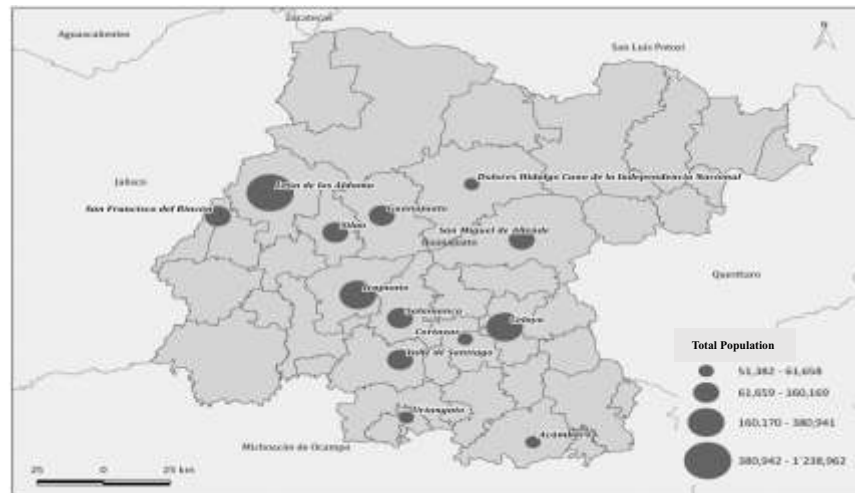 Zacatecas
Aguascalientes
N
San Luis Potosí
Jalisco
León de los Aldama
Dolores Hidalgo Cuna de la Independencia Nacional
San Francisco del Rincón
Guanajuato
Silao
San Miguel de Allende
Guanajuato
Querétaro
Irapuato
Salamanca
Celaya
Cortazar
Valle de Santiago
Uriangato
Acámbaro
Michoacán de Ocampo
Total Population
51,382 - 61,658
61,659 - 160,169
160,170 - 380,941
380,942 - 1´238,962
25 0 25 km